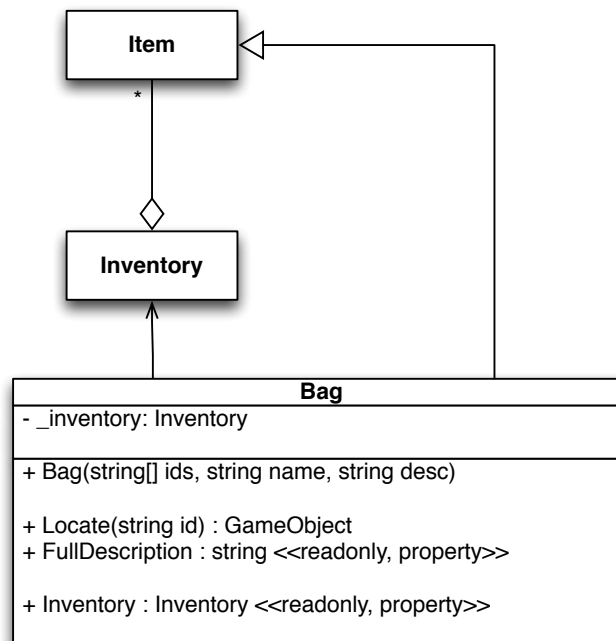 Item
*
Inventory
Bag
- _inventory: Inventory
+ Bag(string[] ids, string name, string desc)
+ Locate(string id) : GameObject
+ FullDescription : string <<readonly, property>>
+ Inventory : Inventory <<readonly, property>>